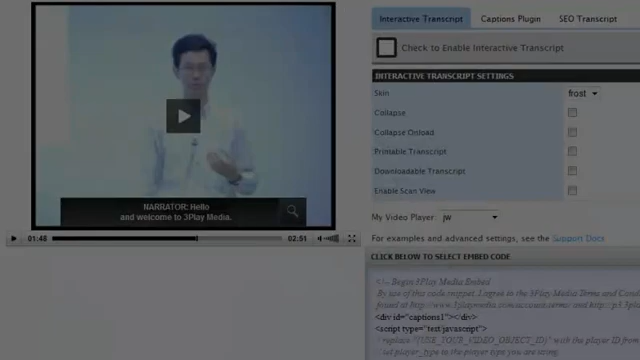 Interactive Transcript
Captions Plugin
SEO Transcript
Check to Enable Interactive Transcript
INTERACTIVE TRANSCRIPT SETTINGS
Skin
frost
Collapse
Collapse Onload
Printable Transcript
Downloadable Transcript
Enable Scan View
My Video Player
jw
For examples and advanced settings, see the Support Docs
NARRATOR: Hello
and welcome to 3Play Media.
01:48
02:51
CLICK BELOW TO SELECT EMBED CODE
<!-- Begin 3Play Media Embed
By use of this code snippet, I agree to the 3Play Media Terms and Cond
found at http://www.3playmedia.com
<div id="captions1"></div>
<script type="text/javascript">
replace "{USE_YOUR_VIDEO_OBJECT_ID}" with the player ID from
set player_type to the player type you are using